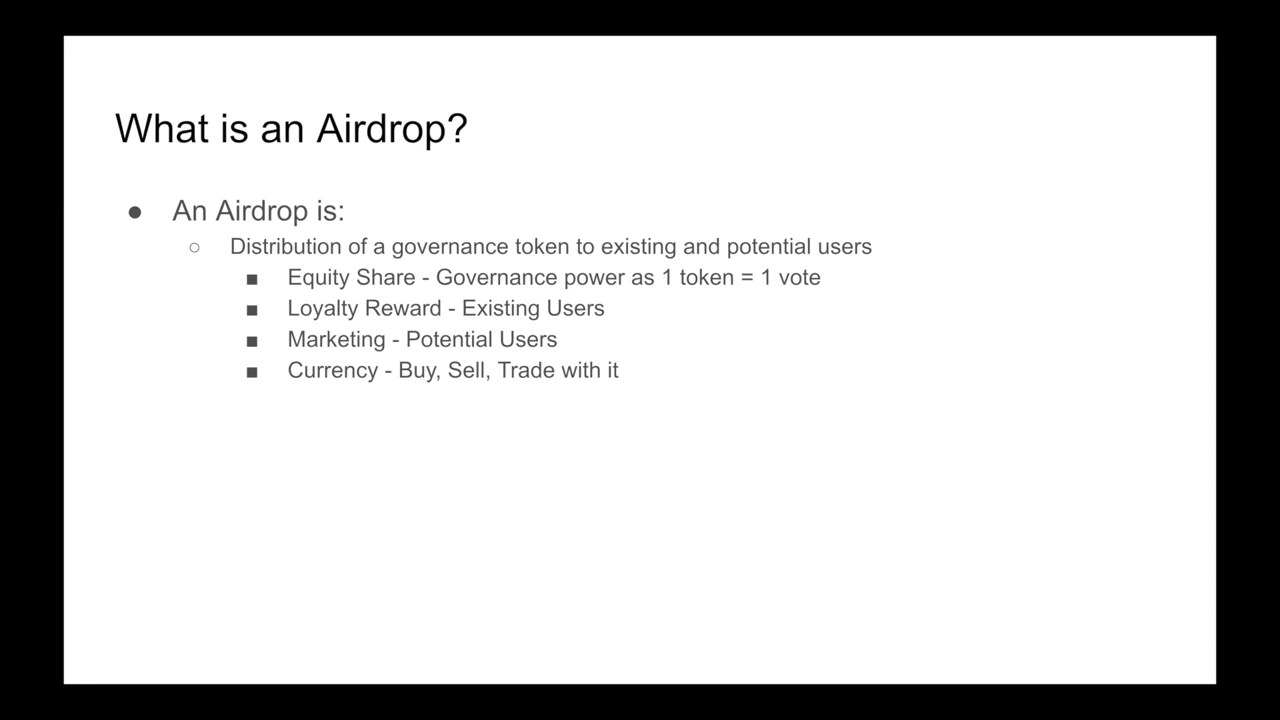 What is an Airdrop?
● An Airdrop is:
○ Distribution of a governance token to existing and potential users
■ Equity Share - Governance power as 1 token = 1 vote
■ Loyalty Reward - Existing Users
■ Marketing - Potential Users
■ Currency - Buy, Sell, Trade with it